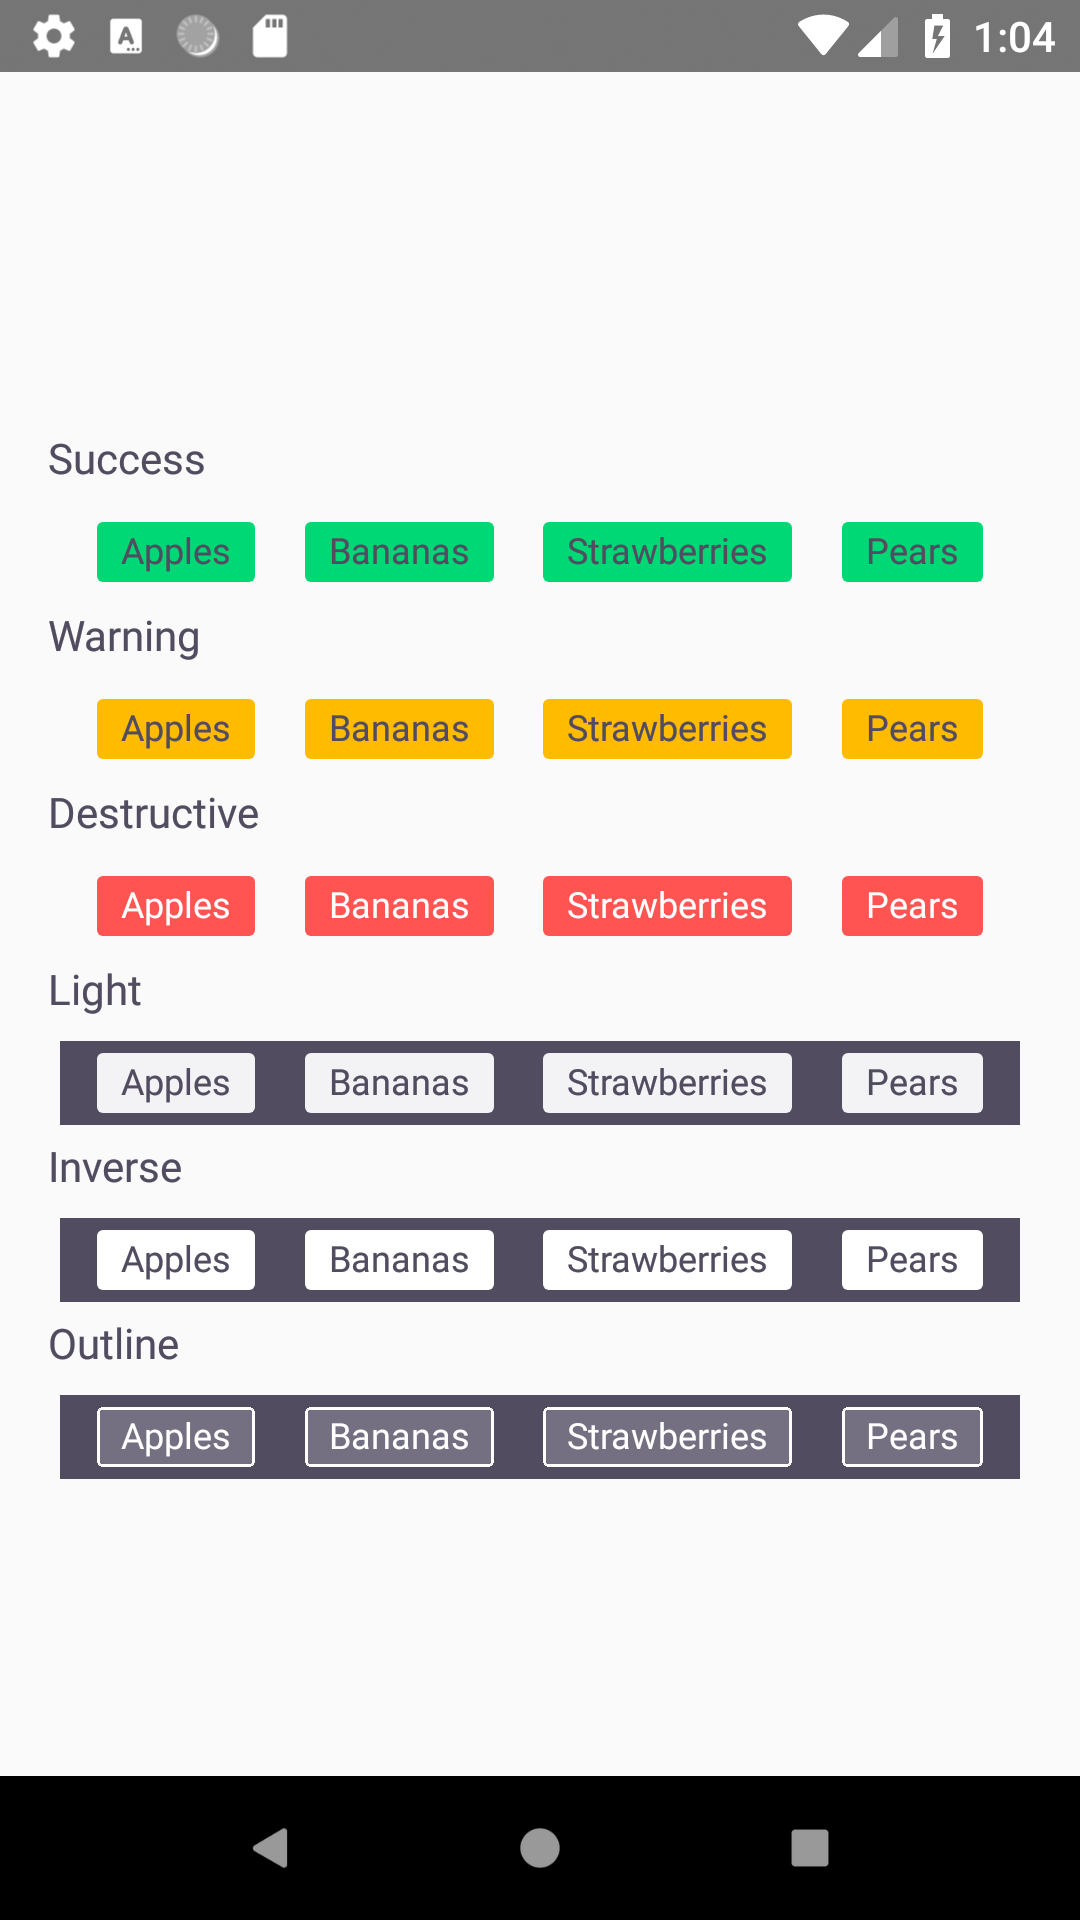 1:04
Success
Apples Bananas Strawberries Pears
Warning
Apples Bananas Strawberries Pears
Destructive
Apples Bananas Strawberries Pears
Light
Apples Bananas Strawberries Pears
Inverse
Apples Bananas Strawberries Pears
Outline
Apples Bananas Strawberries Pears